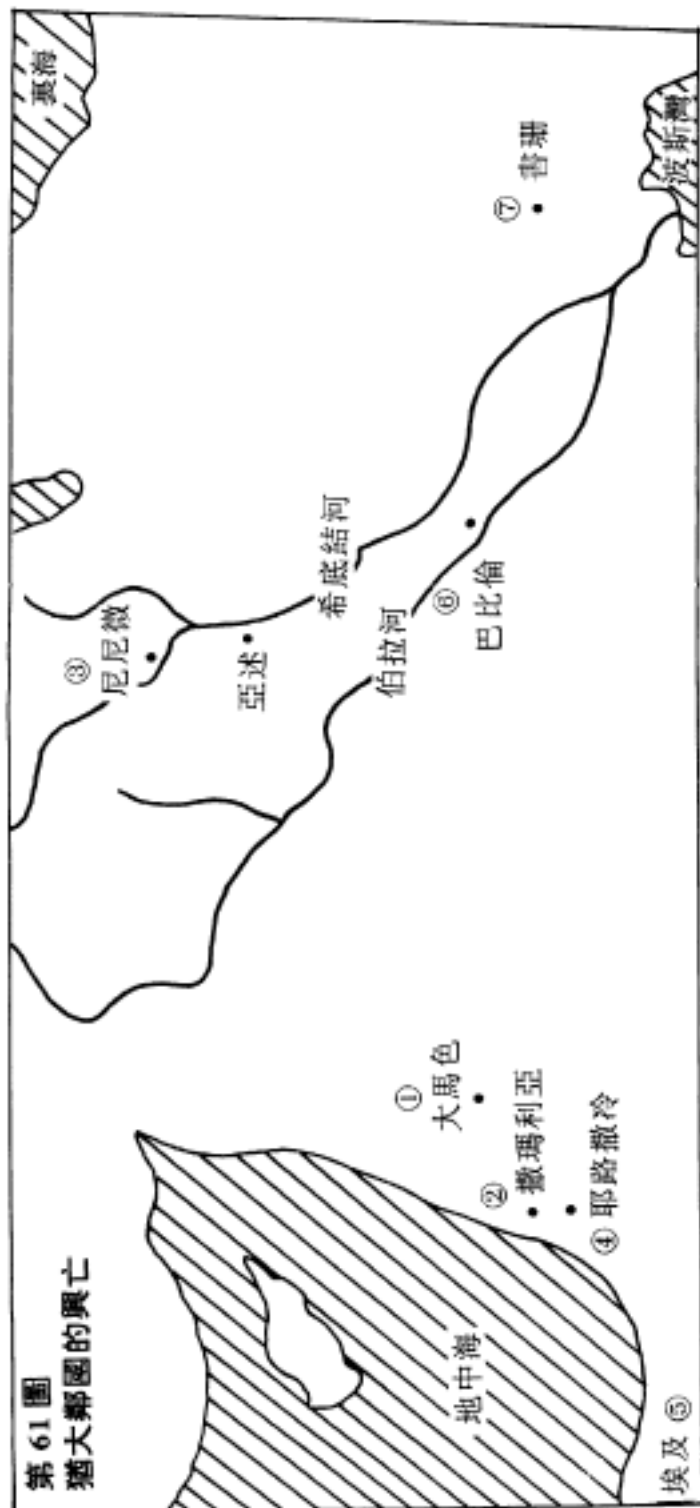 第 61 圖
猶大鄰國的興亡
裏海
③
尼尼微
亞述
希底結河
伯拉河
⑥
巴比倫
⑦ 書珊
波斯灣
①
大馬色
② 撒瑪利亞
④ 耶路撒冷
地中海
埃及 ⑤